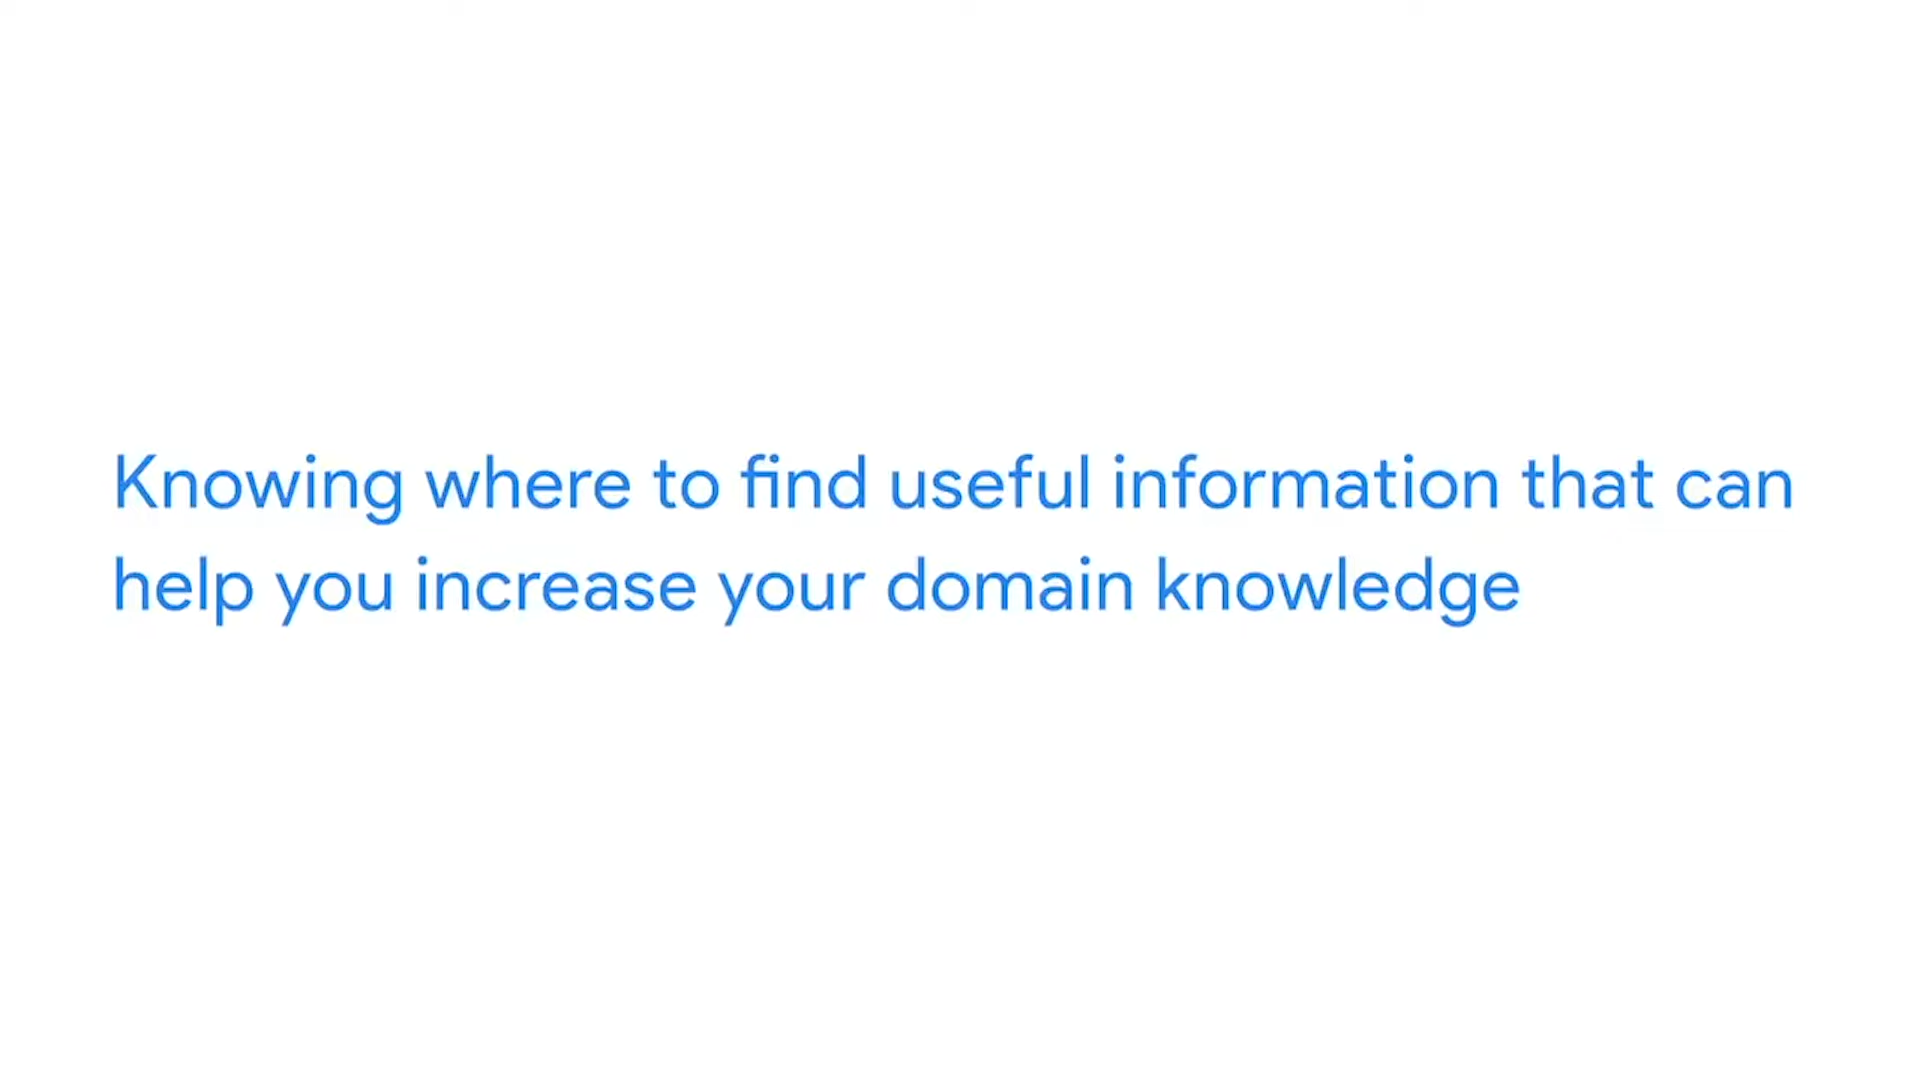 Knowing where to find useful information that can
help you increase your domain knowledge